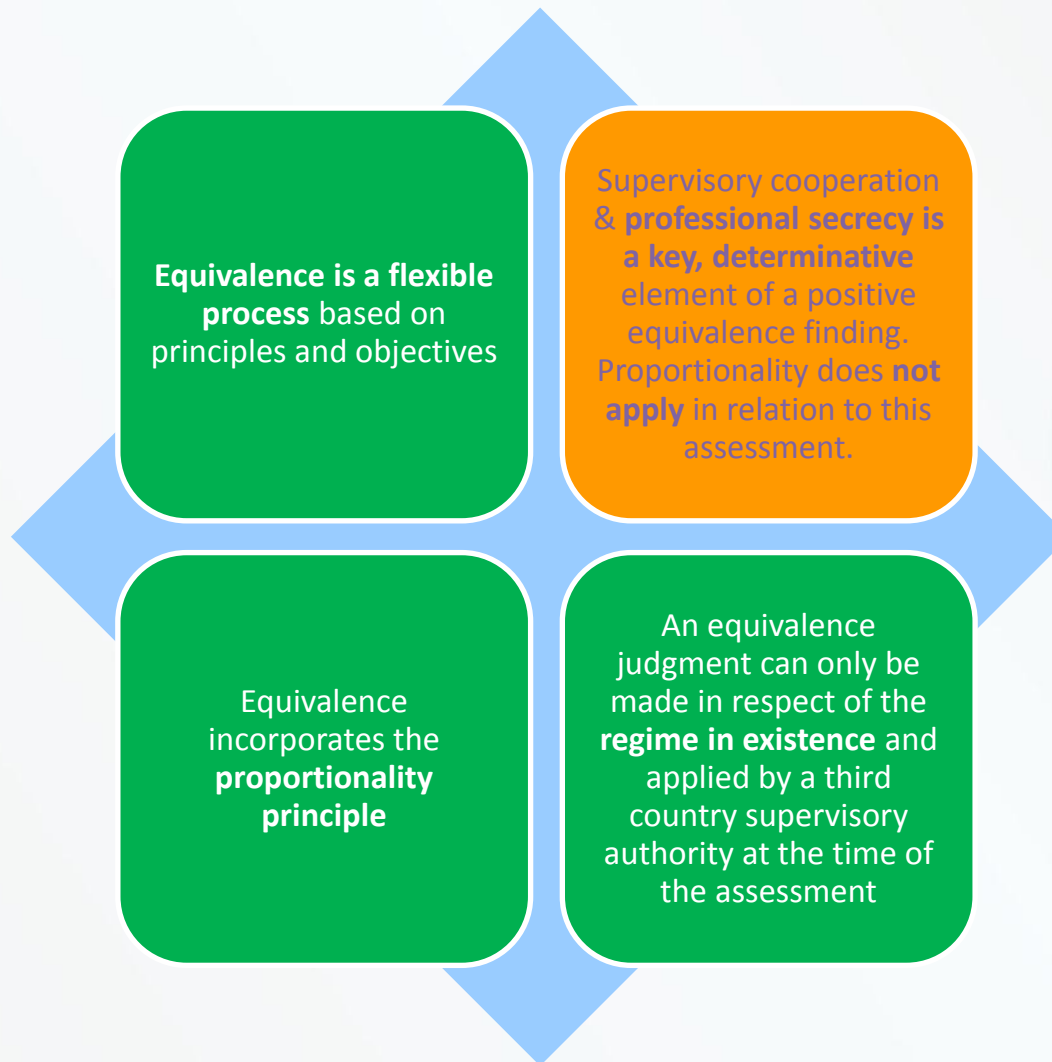 Equivalence is a flexible
process based on
principles and objectives
Supervisory cooperation
& professional secrecy is
a key, determinative
element of a positive
equivalence finding.
Proportionality does not
apply in relation to this
assessment.
Equivalence
incorporates the
proportionality
principle
An equivalence
judgment can only be
made in respect of the
regime in existence and
applied by a third
country supervisory
authority at the time of
the assessment